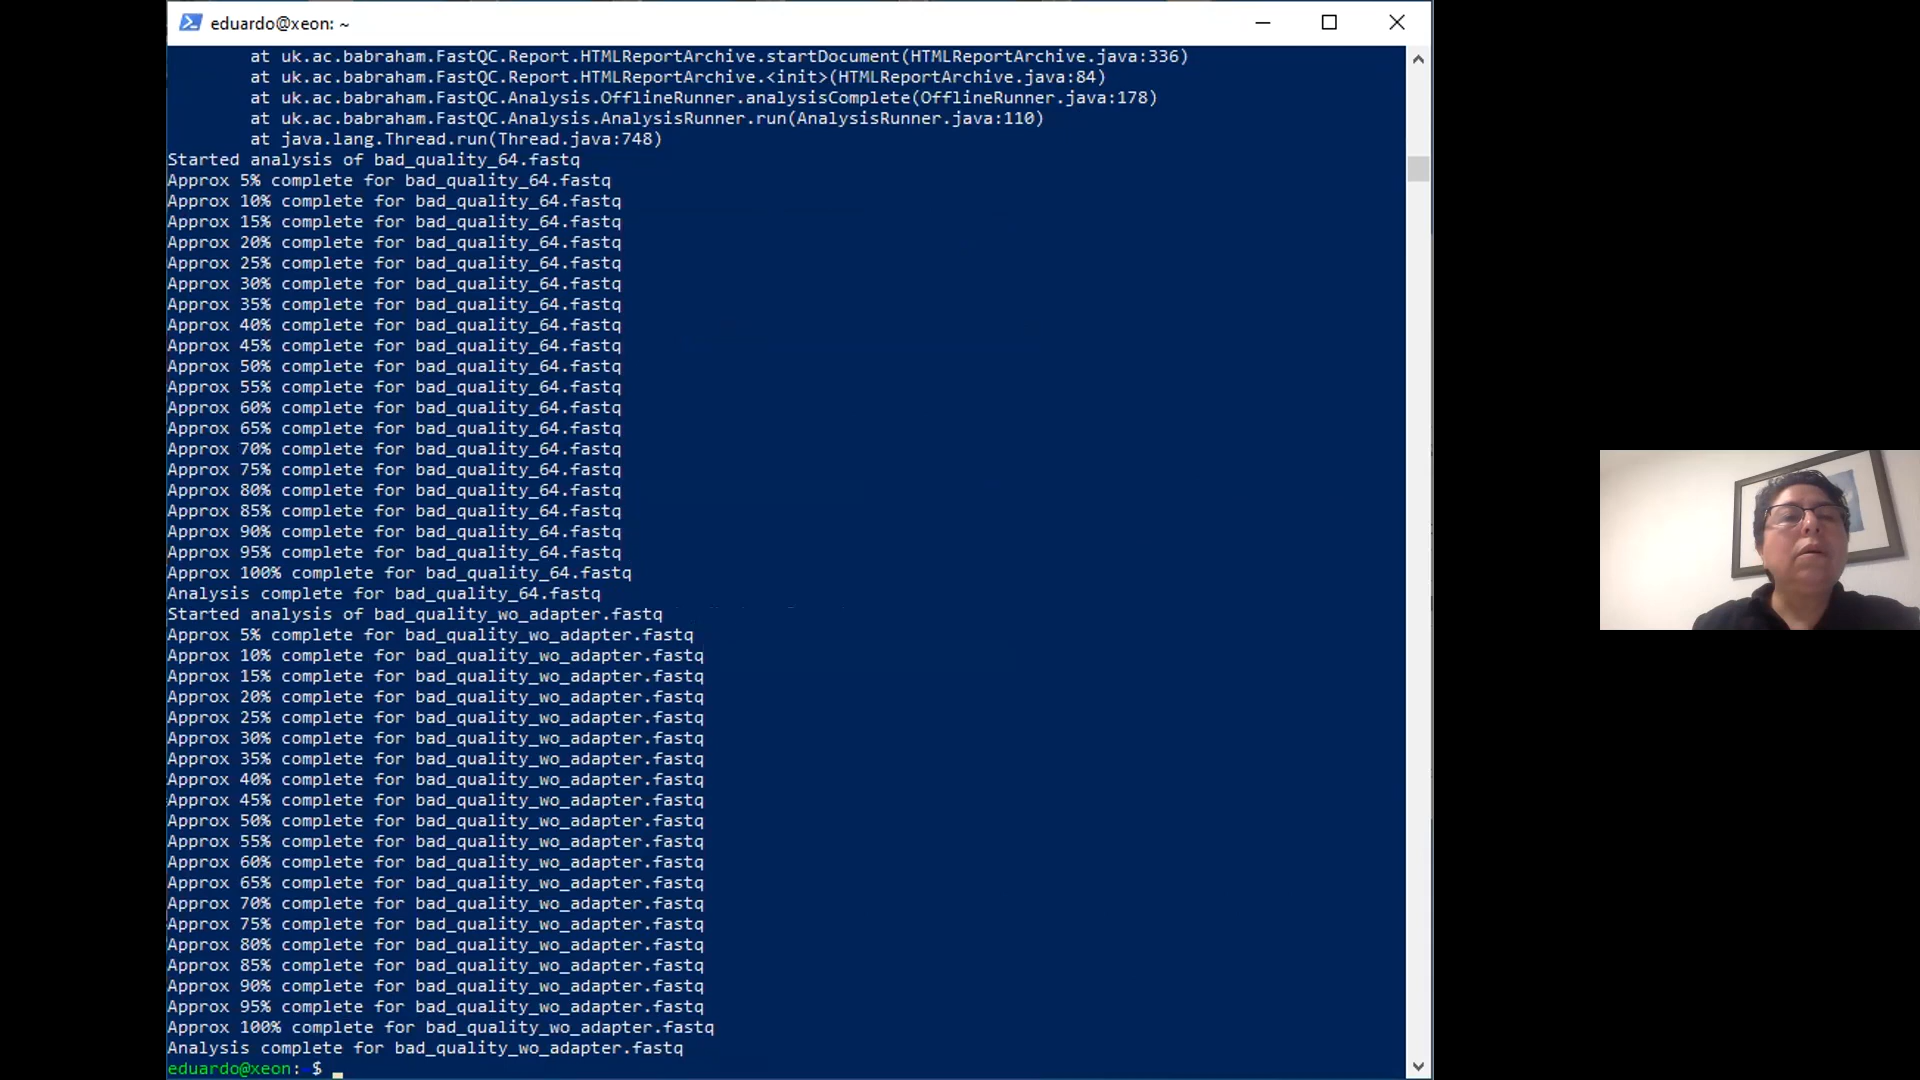 eduardo@xeon: ~
at uk.ac.babraham.FastQC.Report.HTMLReportArchive.startDocument(HTMLReportArchive.java:336)
at uk.ac.babraham.FastQC.Report.HTMLReportArchive.<init>(HTMLReportArchive.java:84)
at uk.ac.babraham.FastQC.Analysis.OfflineRunner.analysisComplete(OfflineRunner.java:178)
at uk.ac.babraham.FastQC.Analysis.AnalysisRunner.run(AnalysisRunner.java:110)
at java.lang.Thread.run(Thread.java:748)
Started analysis of bad_quality_64.fastq
Approx 5% complete for bad_quality_64.fastq
Approx 10% complete for bad_quality_64.fastq
Approx 15% complete for bad_quality_64.fastq
Approx 20% complete for bad_quality_64.fastq
Approx 25% complete for bad_quality_64.fastq
Approx 30% complete for bad_quality_64.fastq
Approx 35% complete for bad_quality_64.fastq
Approx 40% complete for bad_quality_64.fastq
Approx 45% complete for bad_quality_64.fastq
Approx 50% complete for bad_quality_64.fastq
Approx 55% complete for bad_quality_64.fastq
Approx 60% complete for bad_quality_64.fastq
Approx 65% complete for bad_quality_64.fastq
Approx 70% complete for bad_quality_64.fastq
Approx 75% complete for bad_quality_64.fastq
Approx 80% complete for bad_quality_64.fastq
Approx 85% complete for bad_quality_64.fastq
Approx 90% complete for bad_quality_64.fastq
Approx 95% complete for bad_quality_64.fastq
Approx 100% complete for bad_quality_64.fastq
Analysis complete for bad_quality_64.fastq
Started analysis of bad_quality_wo_adapter.fastq
Approx 5% complete for bad_quality_wo_adapter.fastq
Approx 10% complete for bad_quality_wo_adapter.fastq
Approx 15% complete for bad_quality_wo_adapter.fastq
Approx 20% complete for bad_quality_wo_adapter.fastq
Approx 25% complete for bad_quality_wo_adapter.fastq
Approx 30% complete for bad_quality_wo_adapter.fastq
Approx 35% complete for bad_quality_wo_adapter.fastq
Approx 40% complete for bad_quality_wo_adapter.fastq
Approx 45% complete for bad_quality_wo_adapter.fastq
Approx 50% complete for bad_quality_wo_adapter.fastq
Approx 55% complete for bad_quality_wo_adapter.fastq
Approx 60% complete for bad_quality_wo_adapter.fastq
Approx 65% complete for bad_quality_wo_adapter.fastq
Approx 70% complete for bad_quality_wo_adapter.fastq
Approx 75% complete for bad_quality_wo_adapter.fastq
Approx 80% complete for bad_quality_wo_adapter.fastq
Approx 85% complete for bad_quality_wo_adapter.fastq
Approx 90% complete for bad_quality_wo_adapter.fastq
Approx 95% complete for bad_quality_wo_adapter.fastq
Approx 100% complete for bad_quality_wo_adapter.fastq
Analysis complete for bad_quality_wo_adapter.fastq
eduardo@xeon: $